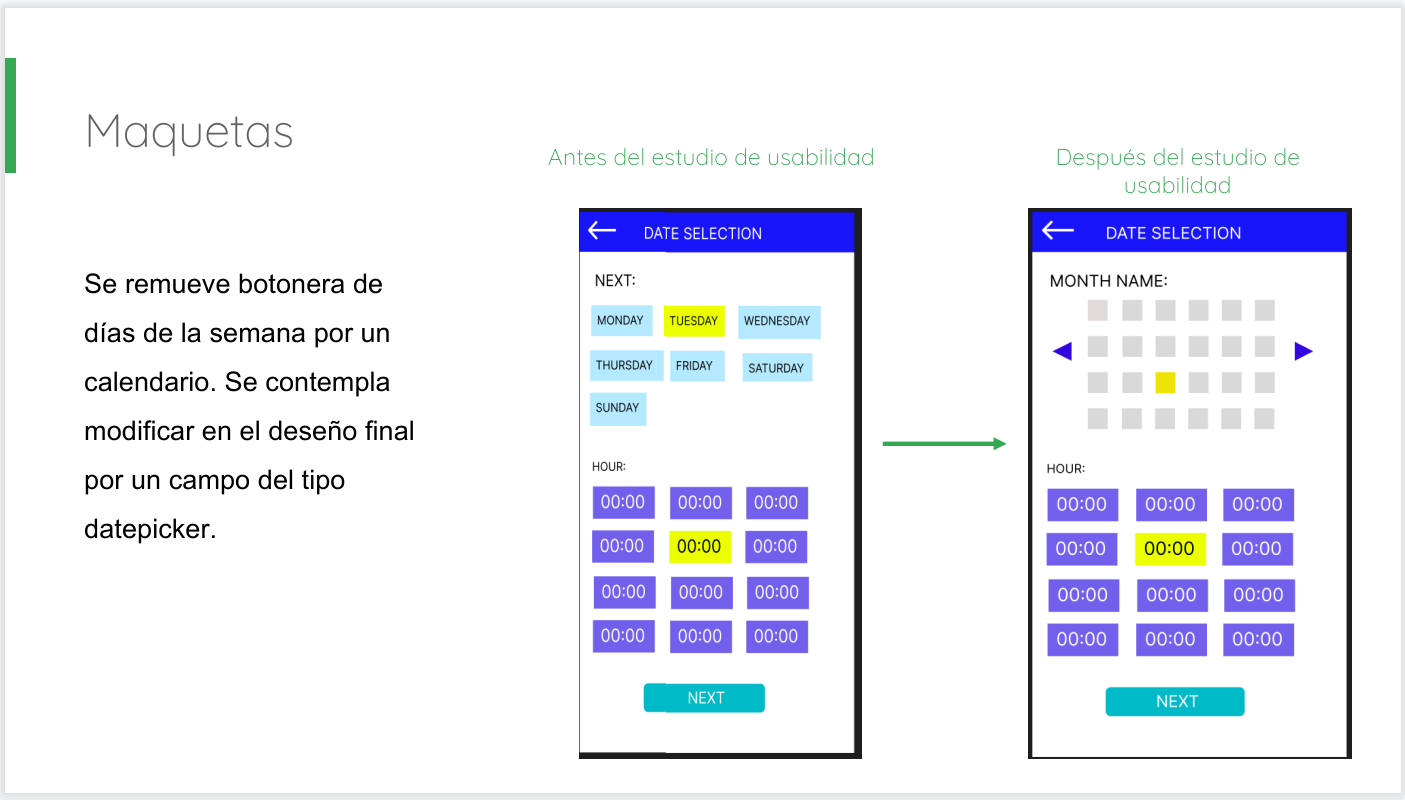 Maquetas
Se remueve botonera de
días de la semana por un
calendario. Se contempla
modificar en el deseño final
por un campo del tipo
datepicker.
Antes del estudio de usabilidad
DATE SELECTION
NEXT:
MONDAY TUESDAY WEDNESDAY
THURSDAY FRIDAY SATURDAY
SUNDAY
HOUR:
00:00 00:00 00:00
00:00 00:00 00:00
00:00 00:00 00:00
00:00 00:00 00:00
NEXT
Después del estudio de
usabilidad
DATE SELECTION
MONTH NAME:
HOUR:
00:00 00:00 00:00
00:00 00:00 00:00
00:00 00:00 00:00
00:00 00:00 00:00
NEXT